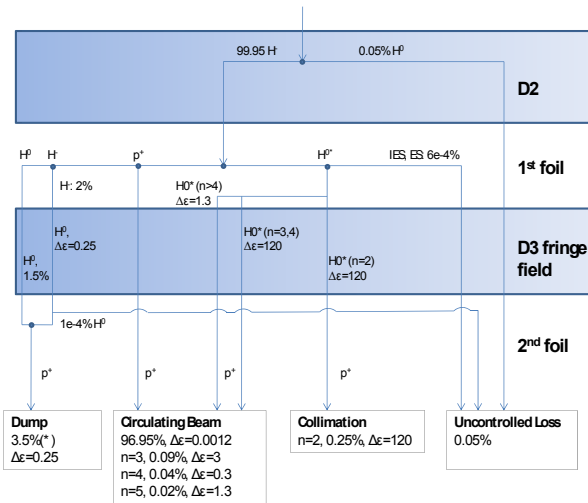 99.95 H⁻
0.05% H⁰
D2
H⁰
H⁻
p⁺
H⁰*
IES, ES: 6e-4%
1st foil
H⁻: 2%
H0* (n>4)
Δε=1.3
H⁰,
Δε=0.25
H⁰,
1.5%
H0* (n=3,4)
Δε=120
H0* (n=2)
Δε=120
D3 fringe
field
1e-4% H⁰
2nd foil
p⁺
p⁺
p⁺
p⁺
Dump
3.5%(*)
Δε=0.25
Circulating Beam
96.95%, Δε=0.0012
n=3, 0.09%, Δε=3
n=4, 0.04%, Δε=0.3
n=5, 0.02%, Δε=1.3
Collimation
n=2, 0.25%, Δε=120
Uncontrolled Loss
0.05%